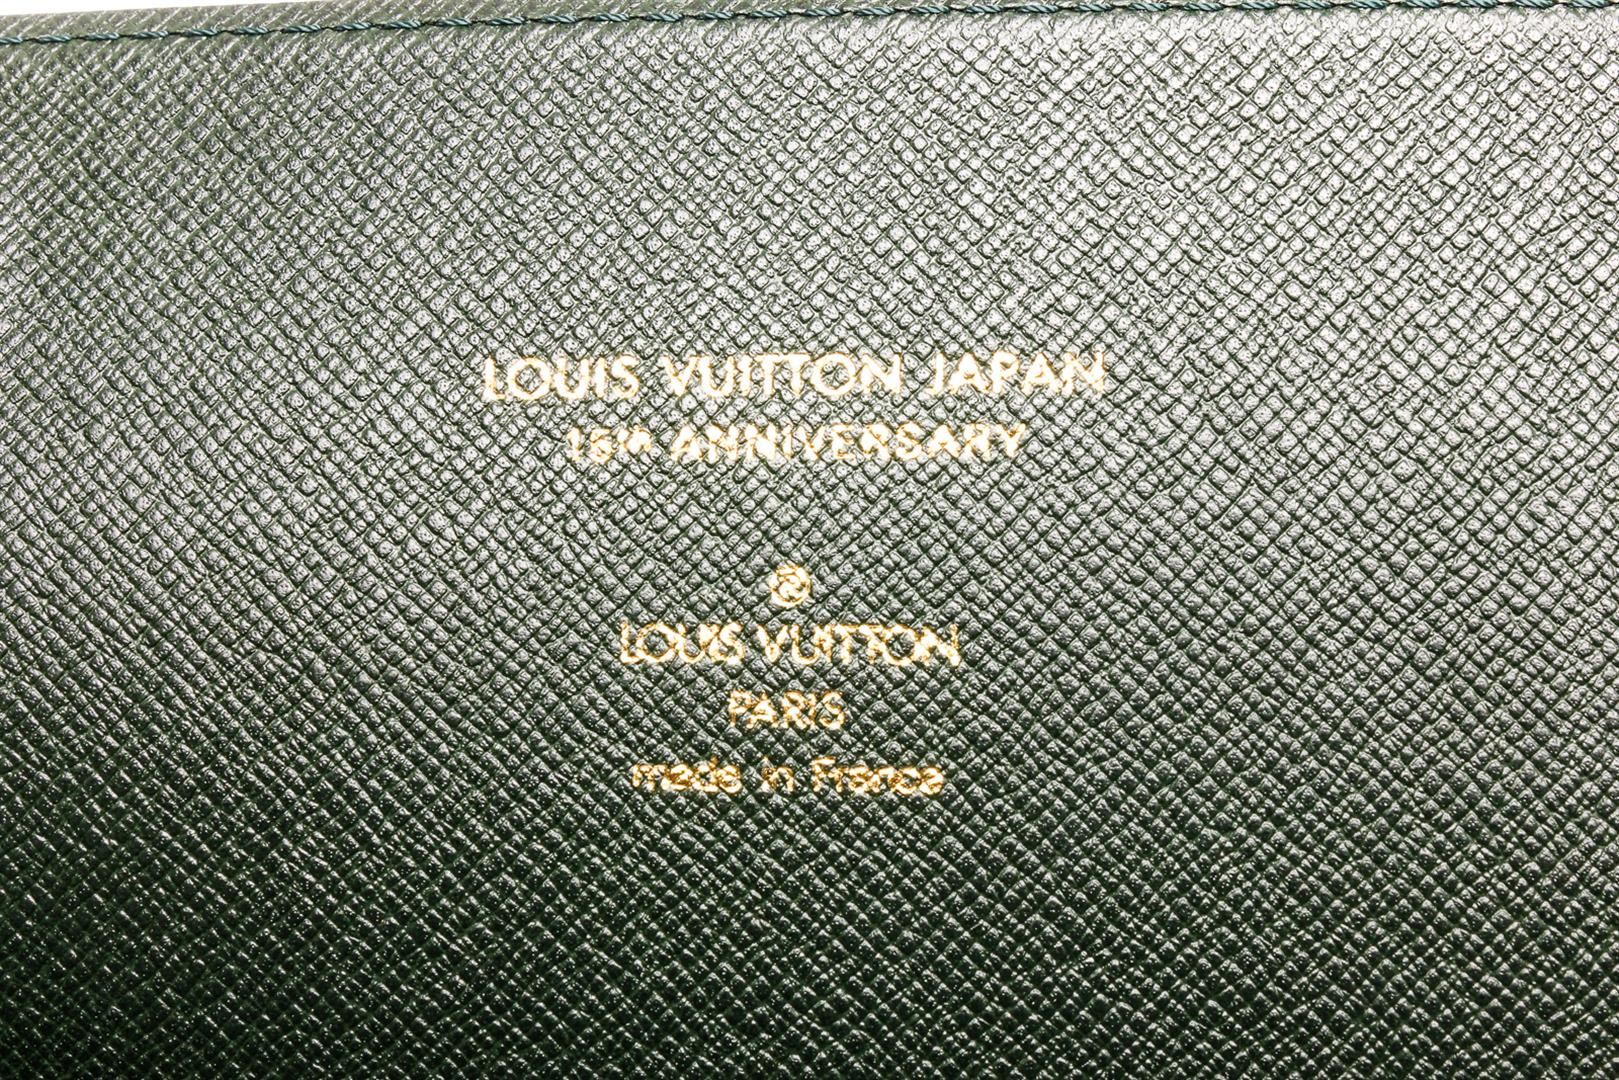 LOUIS VUITTON JAPAN
15th ANNIVERSARY
LOUIS VUITTON
PARIS
made in France